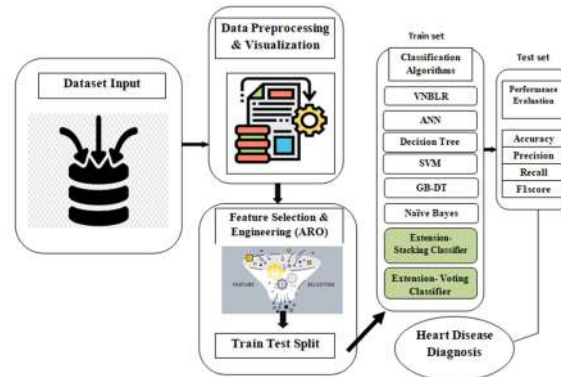 Dataset Input
Data Preprocessing
& Visualization
Feature Selection &
Engineering (ARO)
FEATURE
SELECTION
Train Test Split
Train set
Classification
Algorithms
VNBLR
ANN
Decision Tree
SVM
GB-DT
Naïve Bayes
Extension-
Stacking Classifier
Extension- Voting
Classifier
Test set
Performance
Evaluation
Accuracy
Precision
Recall
F1score
Heart Disease
Diagnosis